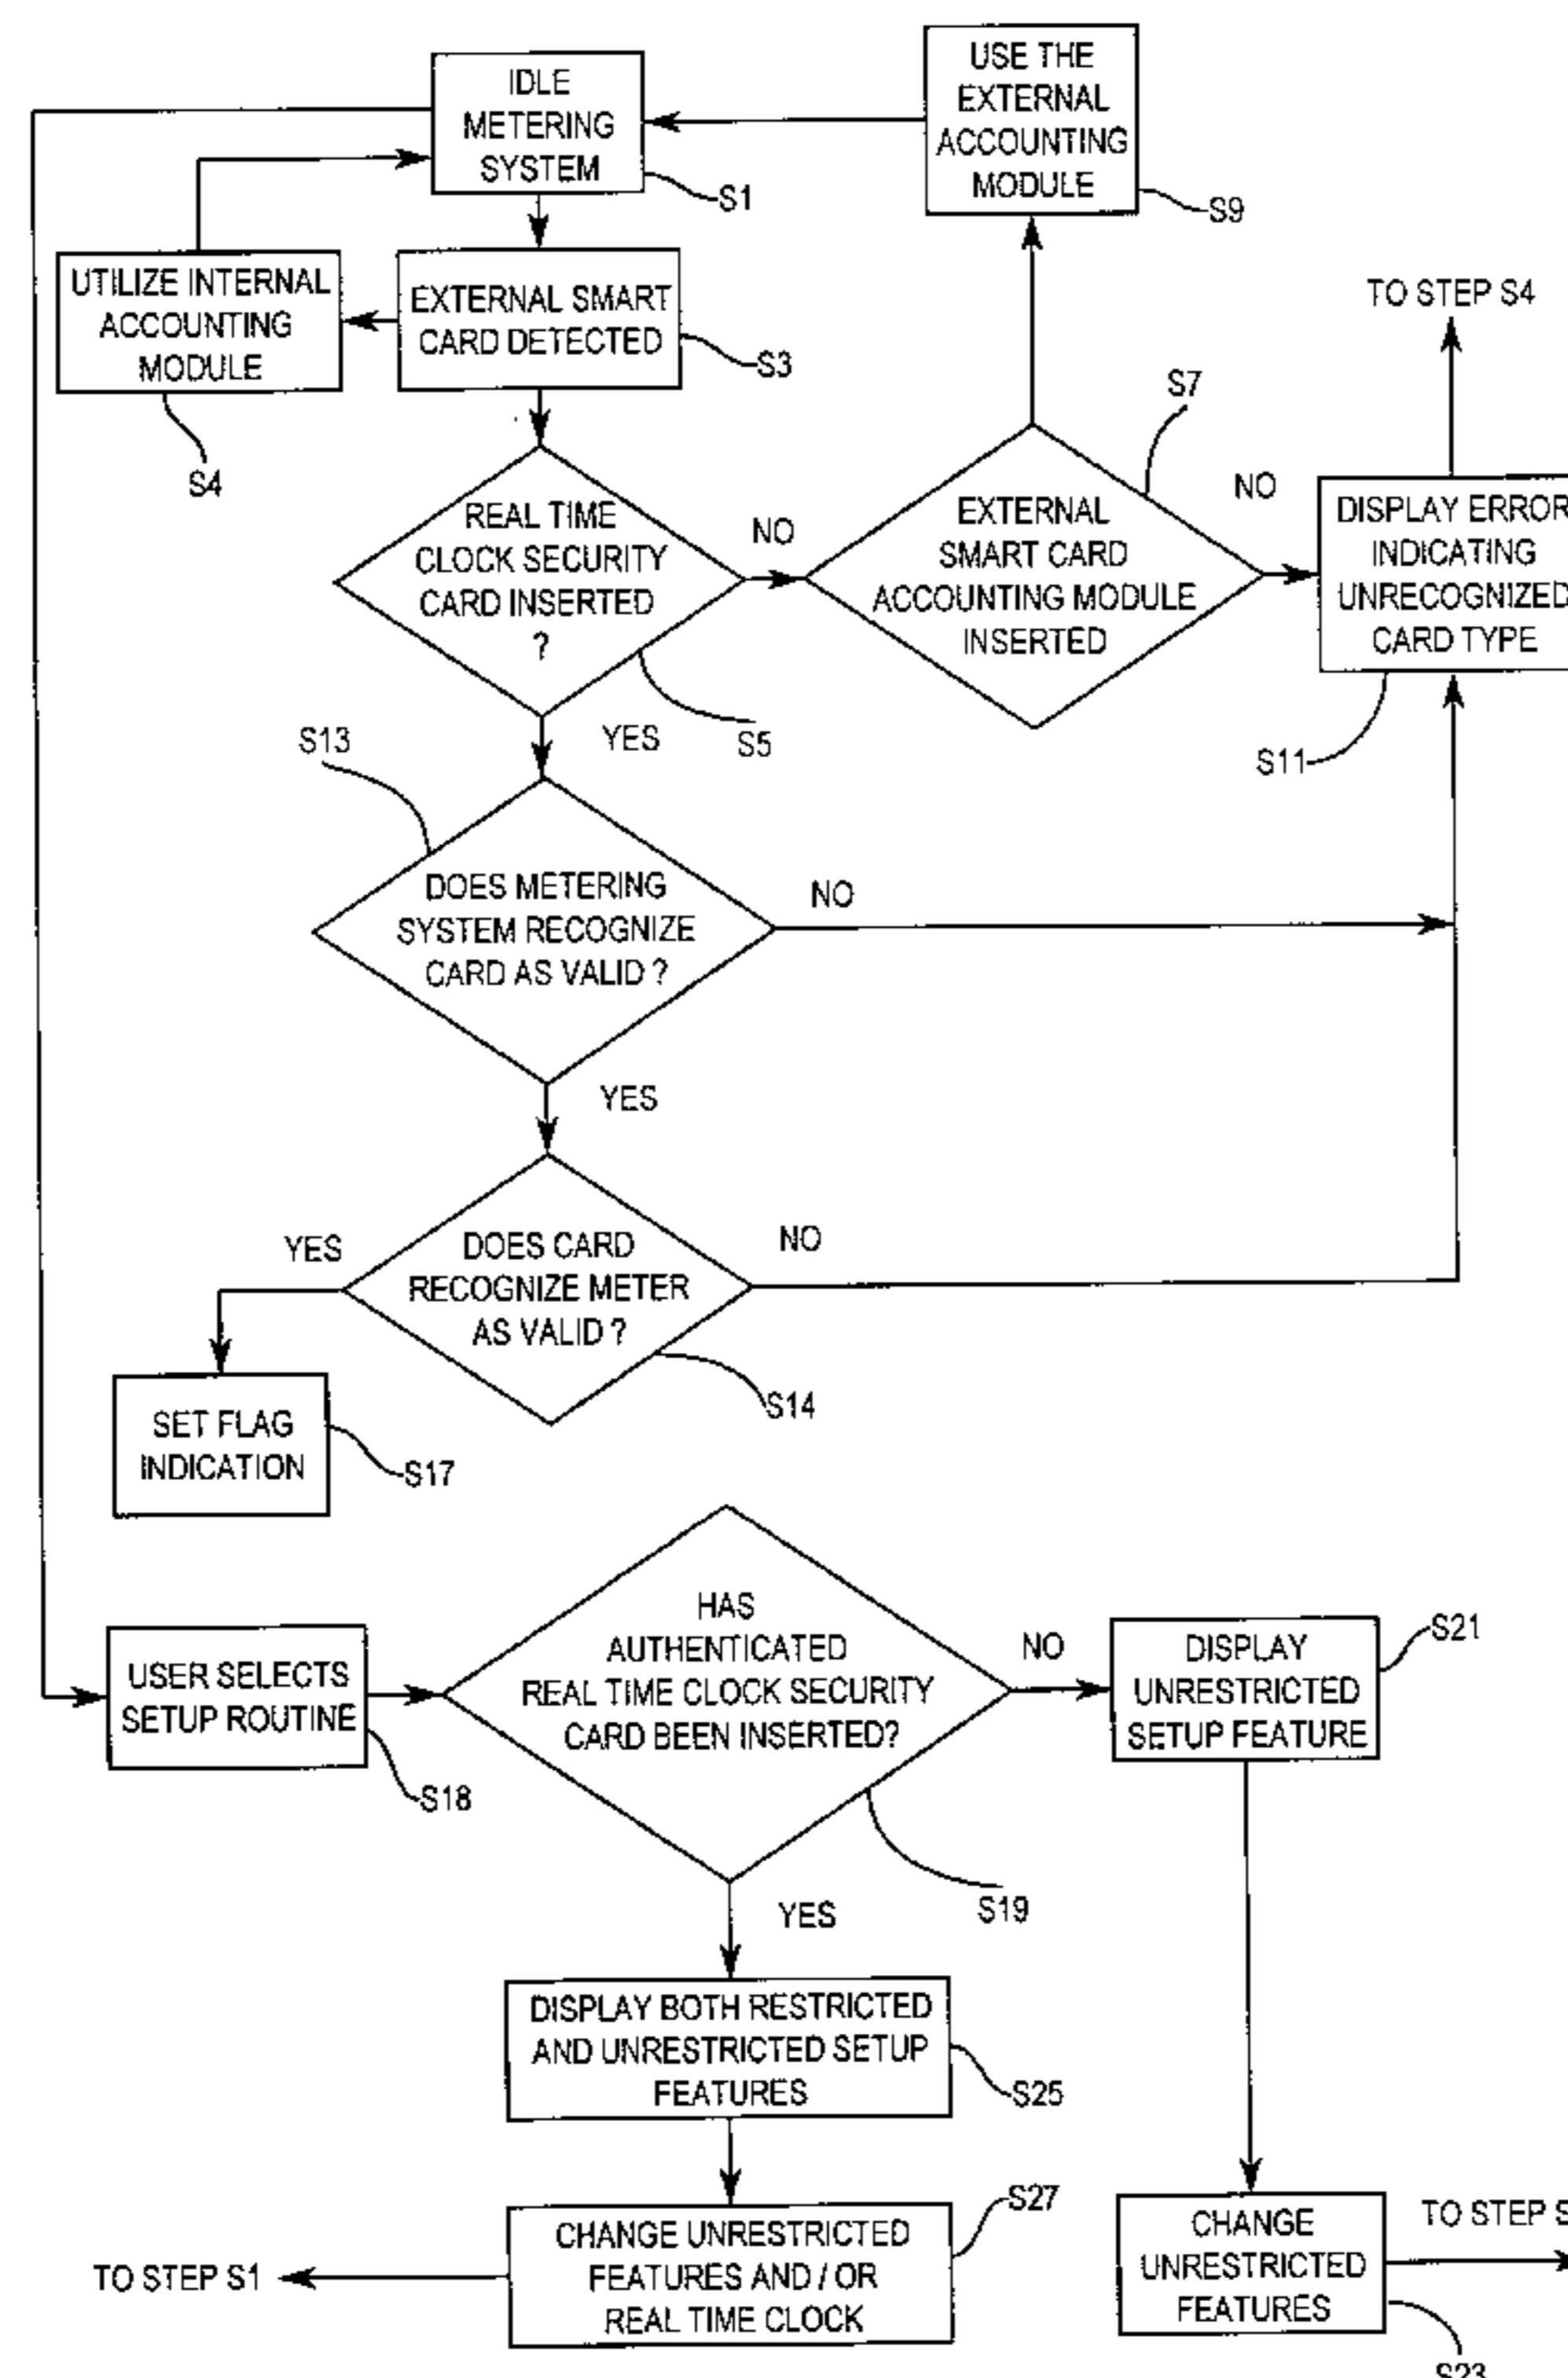 IDLE
METERING
SYSTEM
S1
USE THE
EXTERNAL
ACCOUNTING
MODULE
S9
UTILIZE INTERNAL
ACCOUNTING
MODULE
S4
EXTERNAL SMART
CARD DETECTED
S3
TO STEP S4
S7
REAL TIME
CLOCK SECURITY
CARD INSERTED
?
NO
S5
YES
EXTERNAL
SMART CARD
ACCOUNTING MODULE
INSERTED
NO
DISPLAY ERROR
INDICATING
UNRECOGNIZED
CARD TYPE
S11
S13
DOES METERING
SYSTEM RECOGNIZE
CARD AS VALID ?
NO
YES
DOES CARD
RECOGNIZE METER
AS VALID ?
YES
NO
S14
SET FLAG
INDICATION
S17
USER SELECTS
SETUP ROUTINE
S18
HAS
AUTHENTICATED
REAL TIME CLOCK SECURITY
CARD BEEN INSERTED?
NO
S19
YES
DISPLAY
UNRESTRICTED
SETUP FEATURE
S21
DISPLAY BOTH RESTRICTED
AND UNRESTRICTED SETUP
FEATURES
S25
CHANGE UNRESTRICTED
FEATURES AND / OR
REAL TIME CLOCK
S27
TO STEP S1
CHANGE
UNRESTRICTED
FEATURES
TO STEP S
S23